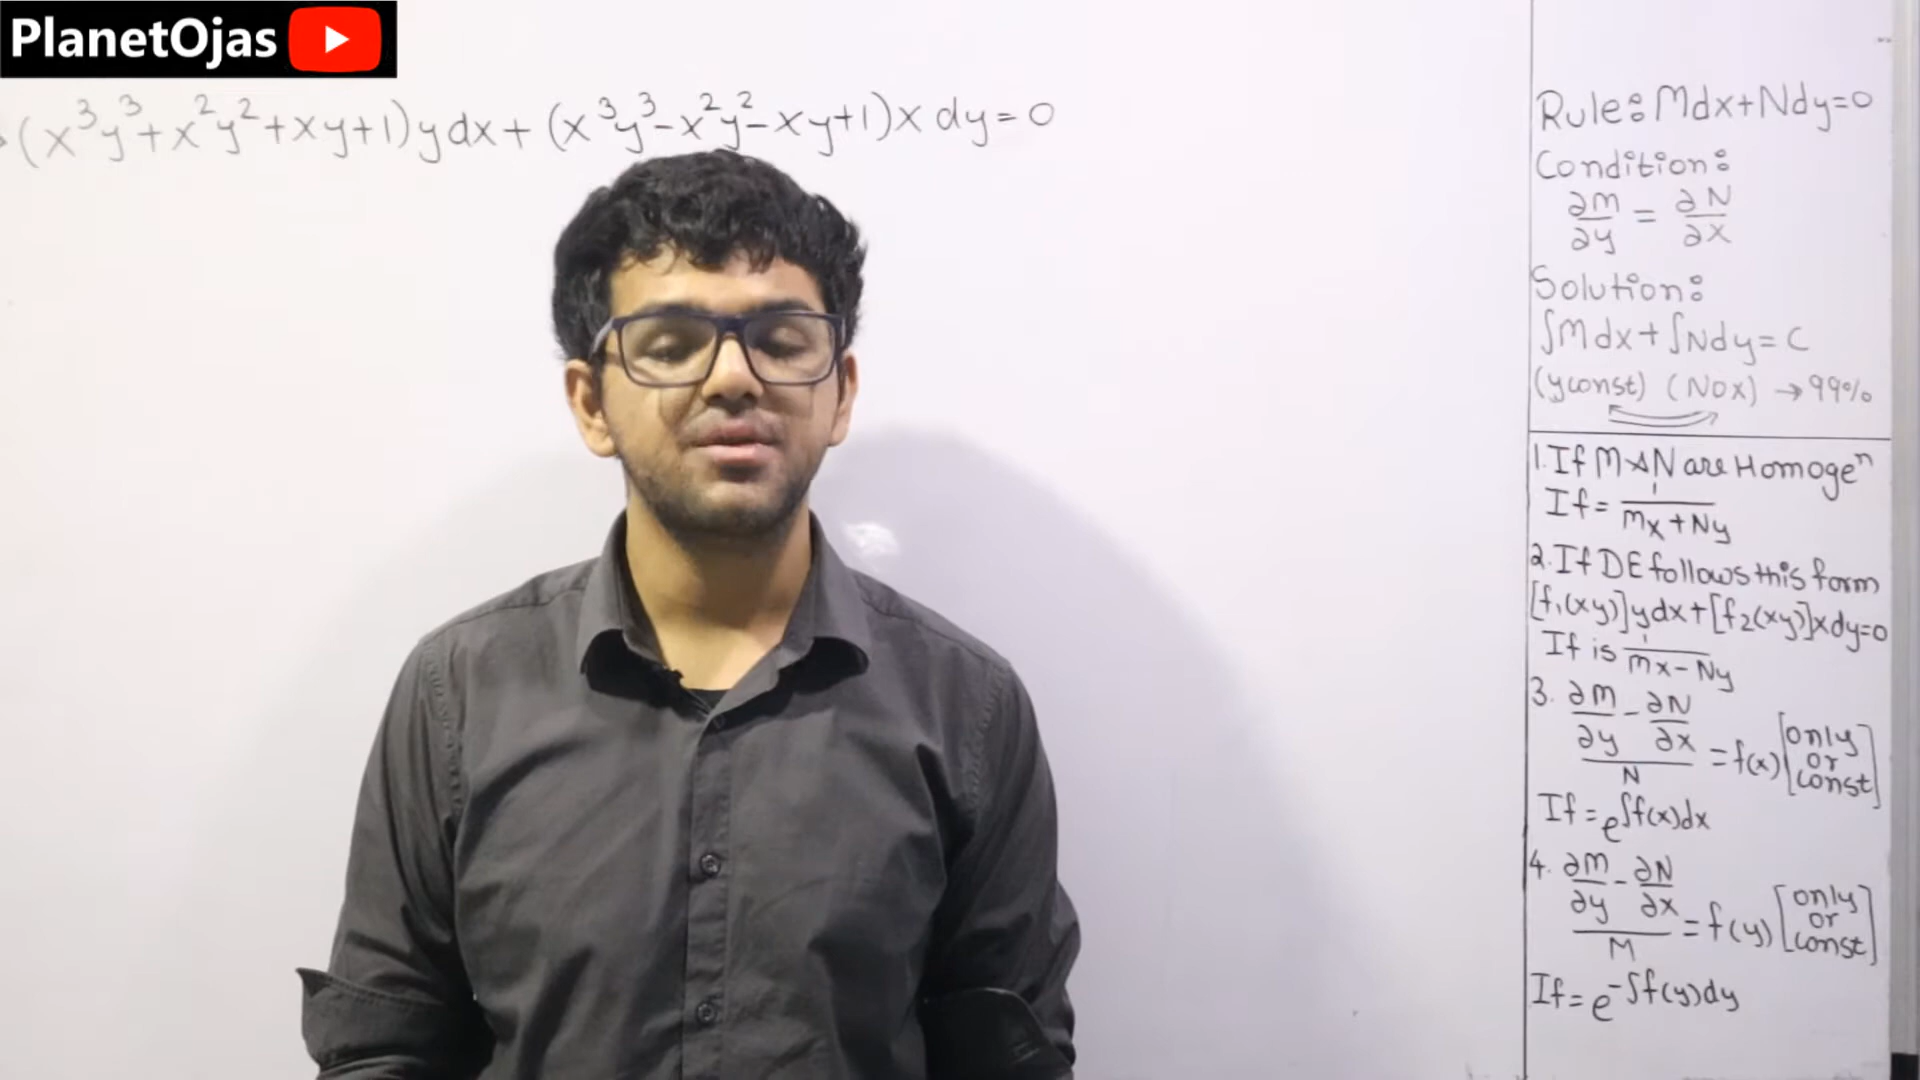 PlanetOjas
(x³y³+x²y²+xy+1)ydx+(x³y³-x²y²-xy+1)x dy=0
Rule: Mdx+Ndy=0
Condition:
∂M/∂y = ∂N/∂x
Solution:
∫Mdx+∫Ndy=C
(y const) (NO x) → 99%
1. If M & N are Homogeⁿ
If = 1/(Mx+Ny)
2. If DE follows this form
[f₁(xy)]ydx+[f₂(xy)]xdy=0
If is 1/(Mx-Ny)
3. (∂M/∂y - ∂N/∂x)/N = f(x) [only or const]
If = e^∫f(x)dx
4. (∂M/∂y - ∂N/∂x)/M = f(y) [only or const]
If = e^-∫f(y)dy